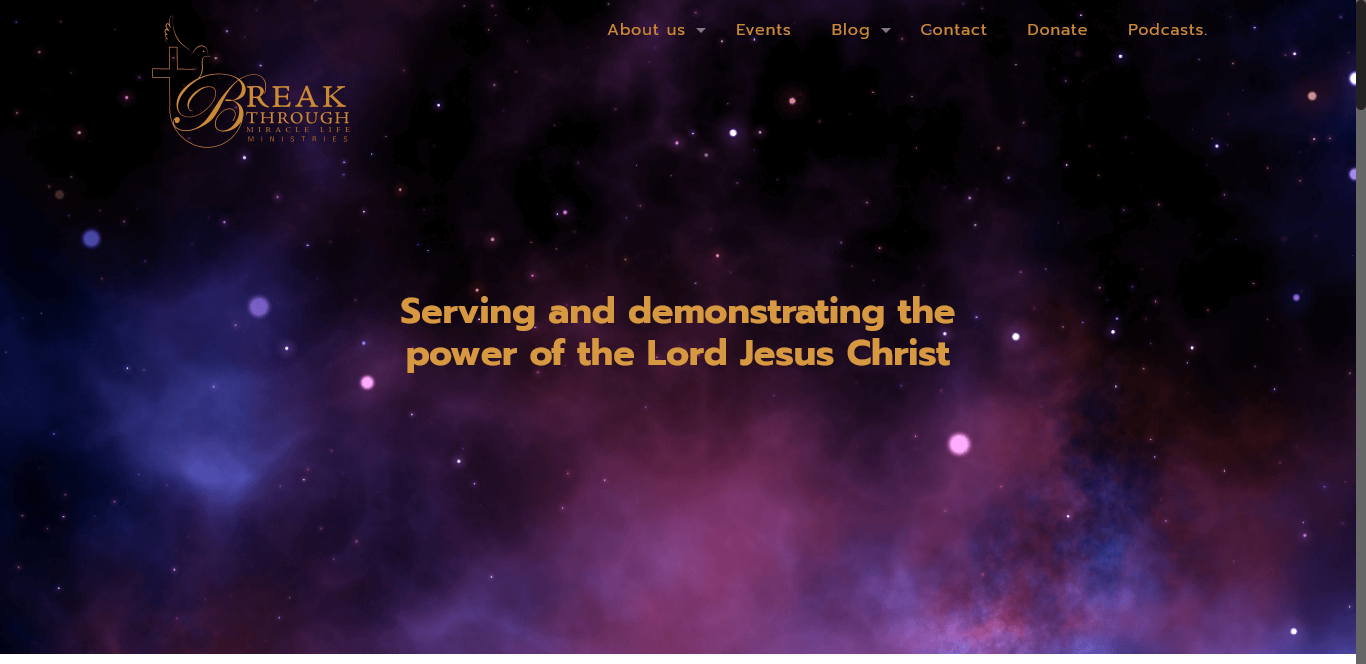 About us
Events
Blog
Contact
Donate
Podcasts.
BREAK
THROUGH
MIRACLE LIFE
MINISTRIES
Serving and demonstrating the
power of the Lord Jesus Christ